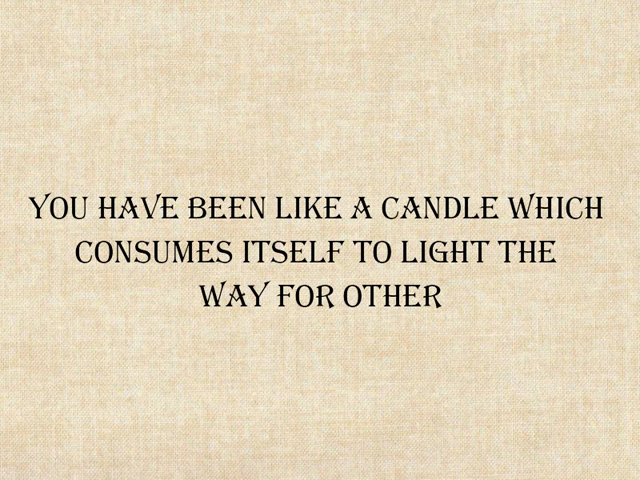 YOU HAVE BEEN LIKE A CANDLE WHICH
CONSUMES ITSELF TO LIGHT THE
WAY FOR OTHER